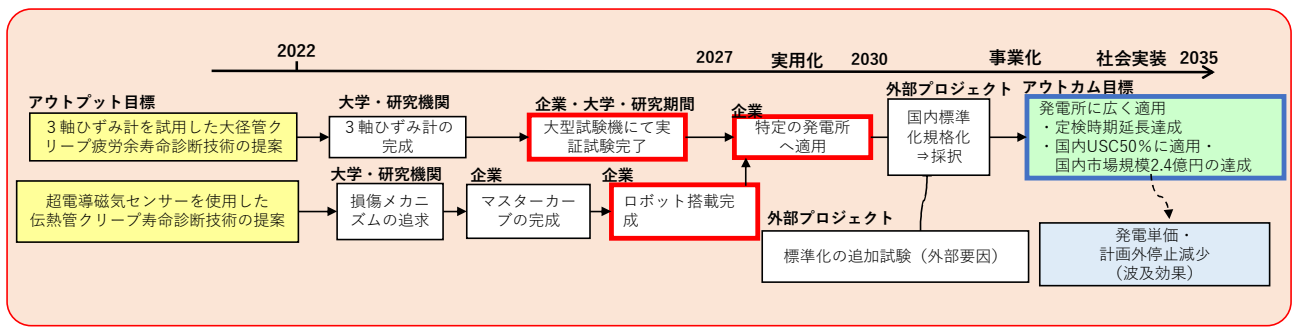 2022
2027
実用化
2030
事業化
社会実装
2035
アウトプット目標
３軸ひずみ計を試用した大径管ク
リープ疲労余寿命診断技術の提案
大学・研究機関
３軸ひずみ計の
完成
企業・大学・研究期間
大型試験機にて実
証試験完了
企業
特定の発電所
へ適用
外部プロジェクト
国内標準
化規格化
⇒採択
アウトカム目標
発電所に広く適用
・定検時期延長達成
・国内USC50％に適用・
国内市場規模2.4億円の達成
超電導磁気センサーを使用した
伝熱管クリープ寿命診断技術の提案
大学・研究機関
損傷メカニ
ズムの追求
企業
マスターカー
ブの完成
企業
ロボット搭載完
成
外部プロジェクト
標準化の追加試験（外部要因）
発電単価・
計画外停止減少
（波及効果）